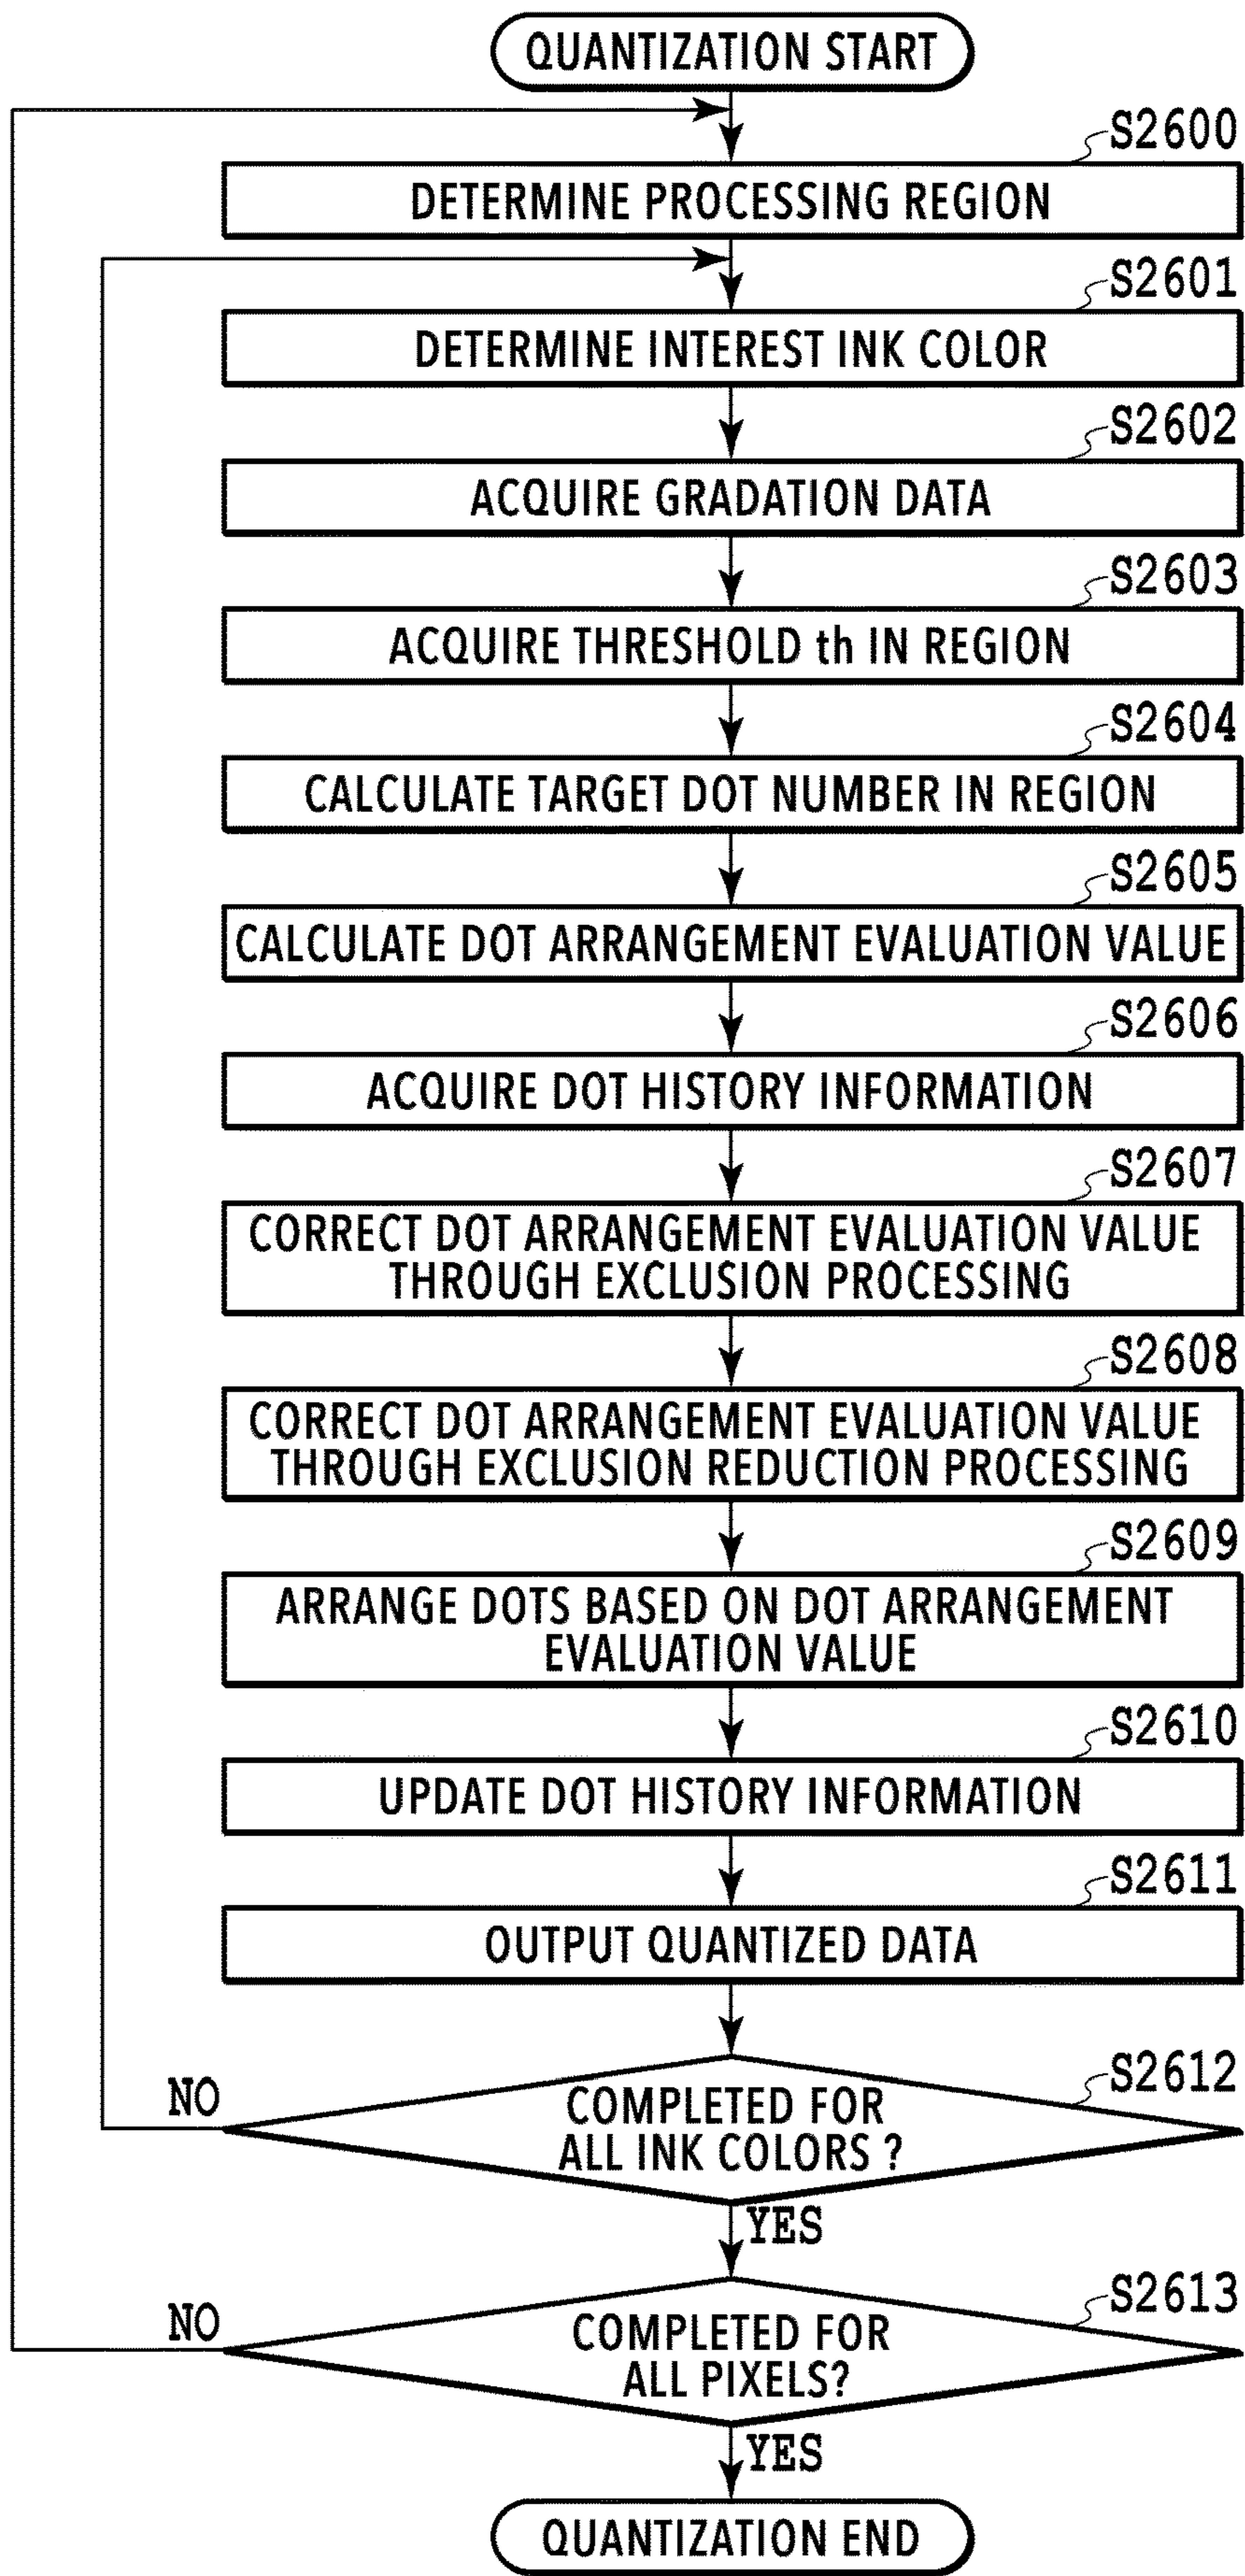 QUANTIZATION START
S2600
DETERMINE PROCESSING REGION
S2601
DETERMINE INTEREST INK COLOR
S2602
ACQUIRE GRADATION DATA
S2603
ACQUIRE THRESHOLD th IN REGION
S2604
CALCULATE TARGET DOT NUMBER IN REGION
S2605
CALCULATE DOT ARRANGEMENT EVALUATION VALUE
S2606
ACQUIRE DOT HISTORY INFORMATION
S2607
CORRECT DOT ARRANGEMENT EVALUATION VALUE
THROUGH EXCLUSION PROCESSING
S2608
CORRECT DOT ARRANGEMENT EVALUATION VALUE
THROUGH EXCLUSION REDUCTION PROCESSING
S2609
ARRANGE DOTS BASED ON DOT ARRANGEMENT
EVALUATION VALUE
S2610
UPDATE DOT HISTORY INFORMATION
S2611
OUTPUT QUANTIZED DATA
S2612
NO
COMPLETED FOR
ALL INK COLORS ?
YES
S2613
NO
COMPLETED FOR
ALL PIXELS?
YES
QUANTIZATION END